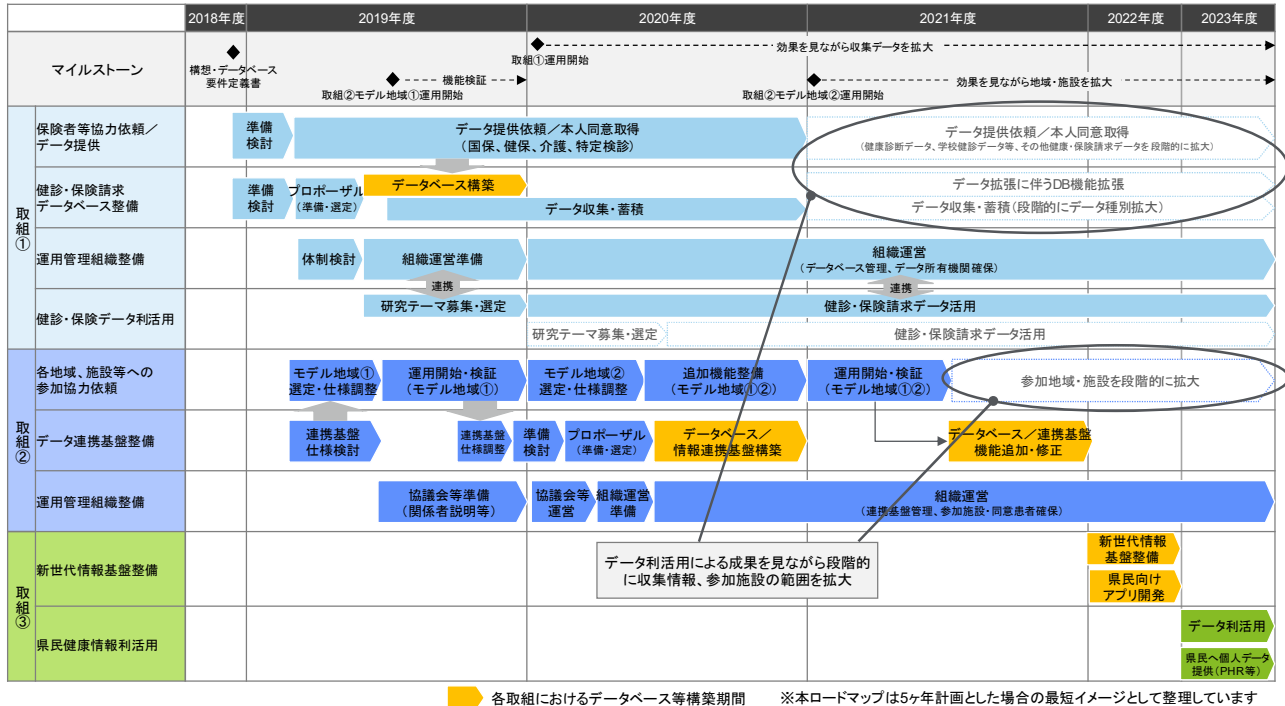 2018年度 2019年度 2020年度 2021年度 2022年度 2023年度
マイルストーン
構想・データベース
要件定義書
取組①運用開始
効果を見ながら収集データを拡大
機能検証
取組②モデル地域①運用開始
取組②モデル地域②運用開始
効果を見ながら地域・施設を拡大
取組①
保険者等協力依頼／
データ提供
準備
検討
データ提供依頼／本人同意取得
(国保、健保、介護、特定検診)
データ提供依頼／本人同意取得
(健康診断データ、学校健診データ等、その他健康・保険請求データを段階的に拡大)
健診・保険請求
データベース整備
準備
検討
プロポーザル
(準備・選定)
データベース構築
データ収集・蓄積
データ拡張に伴うDB機能拡張
データ収集・蓄積(段階的にデータ種別拡大)
運用管理組織整備
体制検討
組織運営準備
組織運営
(データベース管理、データ所有機関確保)
連携
連携
健診・保険データ利活用
研究テーマ募集・選定
健診・保険請求データ活用
研究テーマ募集・選定
健診・保険請求データ活用
取組②
各地域、施設等への
参加協力依頼
モデル地域①
選定・仕様調整
運用開始・検証
(モデル地域①)
モデル地域②
選定・仕様調整
追加機能整備
(モデル地域①②)
運用開始・検証
(モデル地域①②)
参加地域・施設を段階的に拡大
データ連携基盤整備
連携基盤
仕様検討
連携基盤
仕様調整
準備
検討
プロポーザル
(準備・選定)
データベース／
情報連携基盤構築
データベース／連携基盤
機能追加・修正
運用管理組織整備
協議会等準備
(関係者説明等)
協議会等
運営
組織運営
準備
組織運営
(連携基盤管理、参加施設・同意患者確保)
データ利活用による成果を見ながら段階的
に収集情報、参加施設の範囲を拡大
取組③
新世代情報基盤整備
新世代情報
基盤整備
県民向け
アプリ開発
県民健康情報利活用
データ利活用
県民へ個人データ
提供(PHR等)
各取組におけるデータベース等構築期間
※本ロードマップは5ヶ年計画とした場合の最短イメージとして整理しています